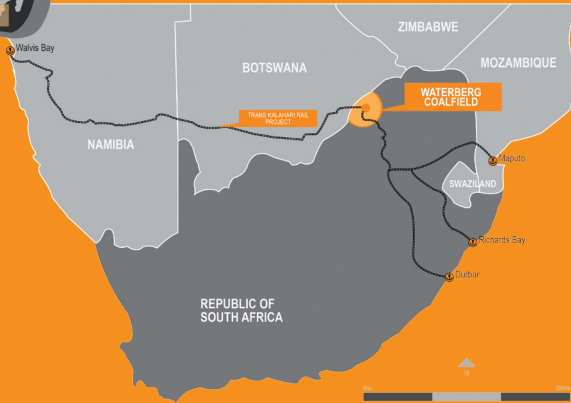 ZIMBABWE
Walvis Bay
BOTSWANA
MOZAMBIQUE
WATERBERG
COALFIELD
TRANS KALAHARI RAIL
PROJECT
NAMIBIA
Maputo
SWAZILAND
Richards Bay
Durban
REPUBLIC OF
SOUTH AFRICA